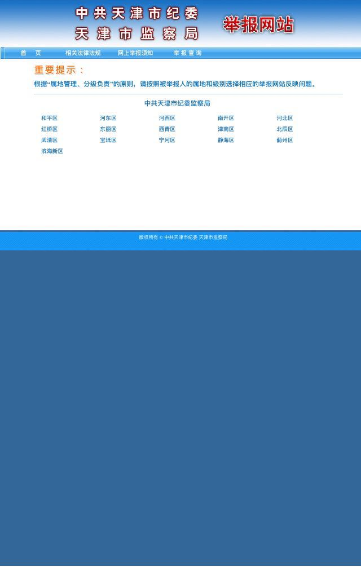 中共天津市纪委
天津市监察局
举报网站
首 页 相关法律法规 网上举报须知 举报查询
重要提示：
根据“属地管理、分级负责”的原则，请按照被举报人的属地和级别选择相应的举报网站反映问题。
中共天津市纪委监察局
和平区 河东区 河西区 南开区 河北区
红桥区 东丽区 西青区 津南区 北辰区
武清区 宝坻区 宁河区 静海区 蓟州区
滨海新区
版权所有 © 中共天津市纪委 天津市监察局